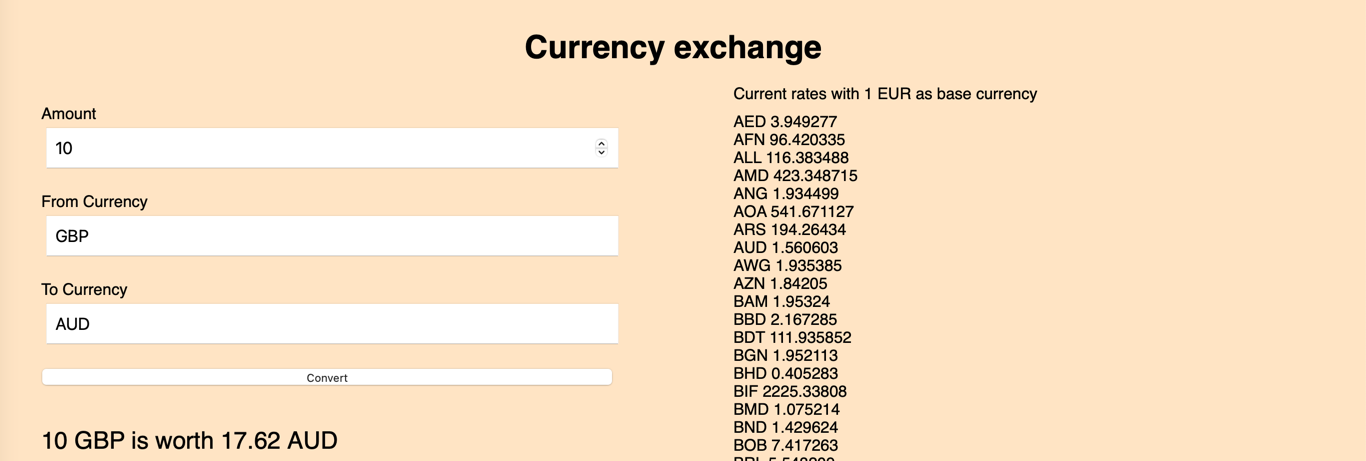 Currency exchange
Amount
10
From Currency
GBP
To Currency
AUD
Convert
10 GBP is worth 17.62 AUD
Current rates with 1 EUR as base currency
AED 3.949277
AFN 96.420335
ALL 116.383488
AMD 423.348715
ANG 1.934499
AOA 541.671127
ARS 194.26434
AUD 1.560603
AWG 1.935385
AZN 1.84205
BAM 1.95324
BBD 2.167285
BDT 111.935852
BGN 1.952113
BHD 0.405283
BIF 2225.33808
BMD 1.075214
BND 1.429624
BOB 7.417263